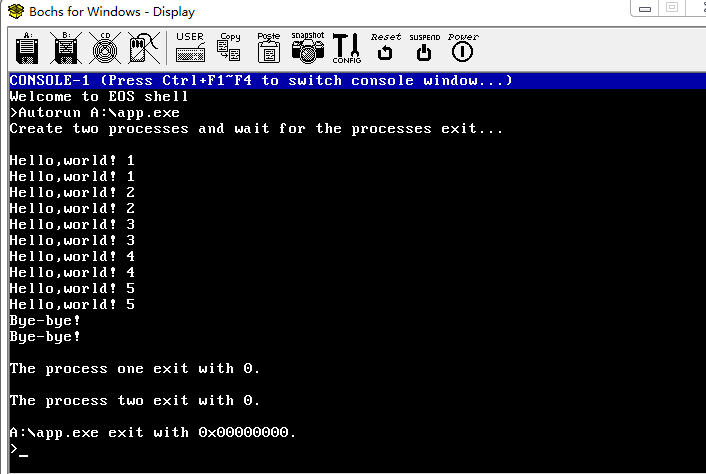 Bochs for Windows - Display
A: B: CD USER Copy Paste snapshot CONFIG Reset SUSPEND Power
CONSOLE-1 (Press Ctrl+F1~F4 to switch console window...)
Welcome to EOS shell
>Autorun A:\app.exe
Create two processes and wait for the processes exit...
Hello,world! 1
Hello,world! 1
Hello,world! 2
Hello,world! 2
Hello,world! 3
Hello,world! 3
Hello,world! 4
Hello,world! 4
Hello,world! 5
Hello,world! 5
Bye-bye!
Bye-bye!
The process one exit with 0.
The process two exit with 0.
A:\app.exe exit with 0x00000000.
>_